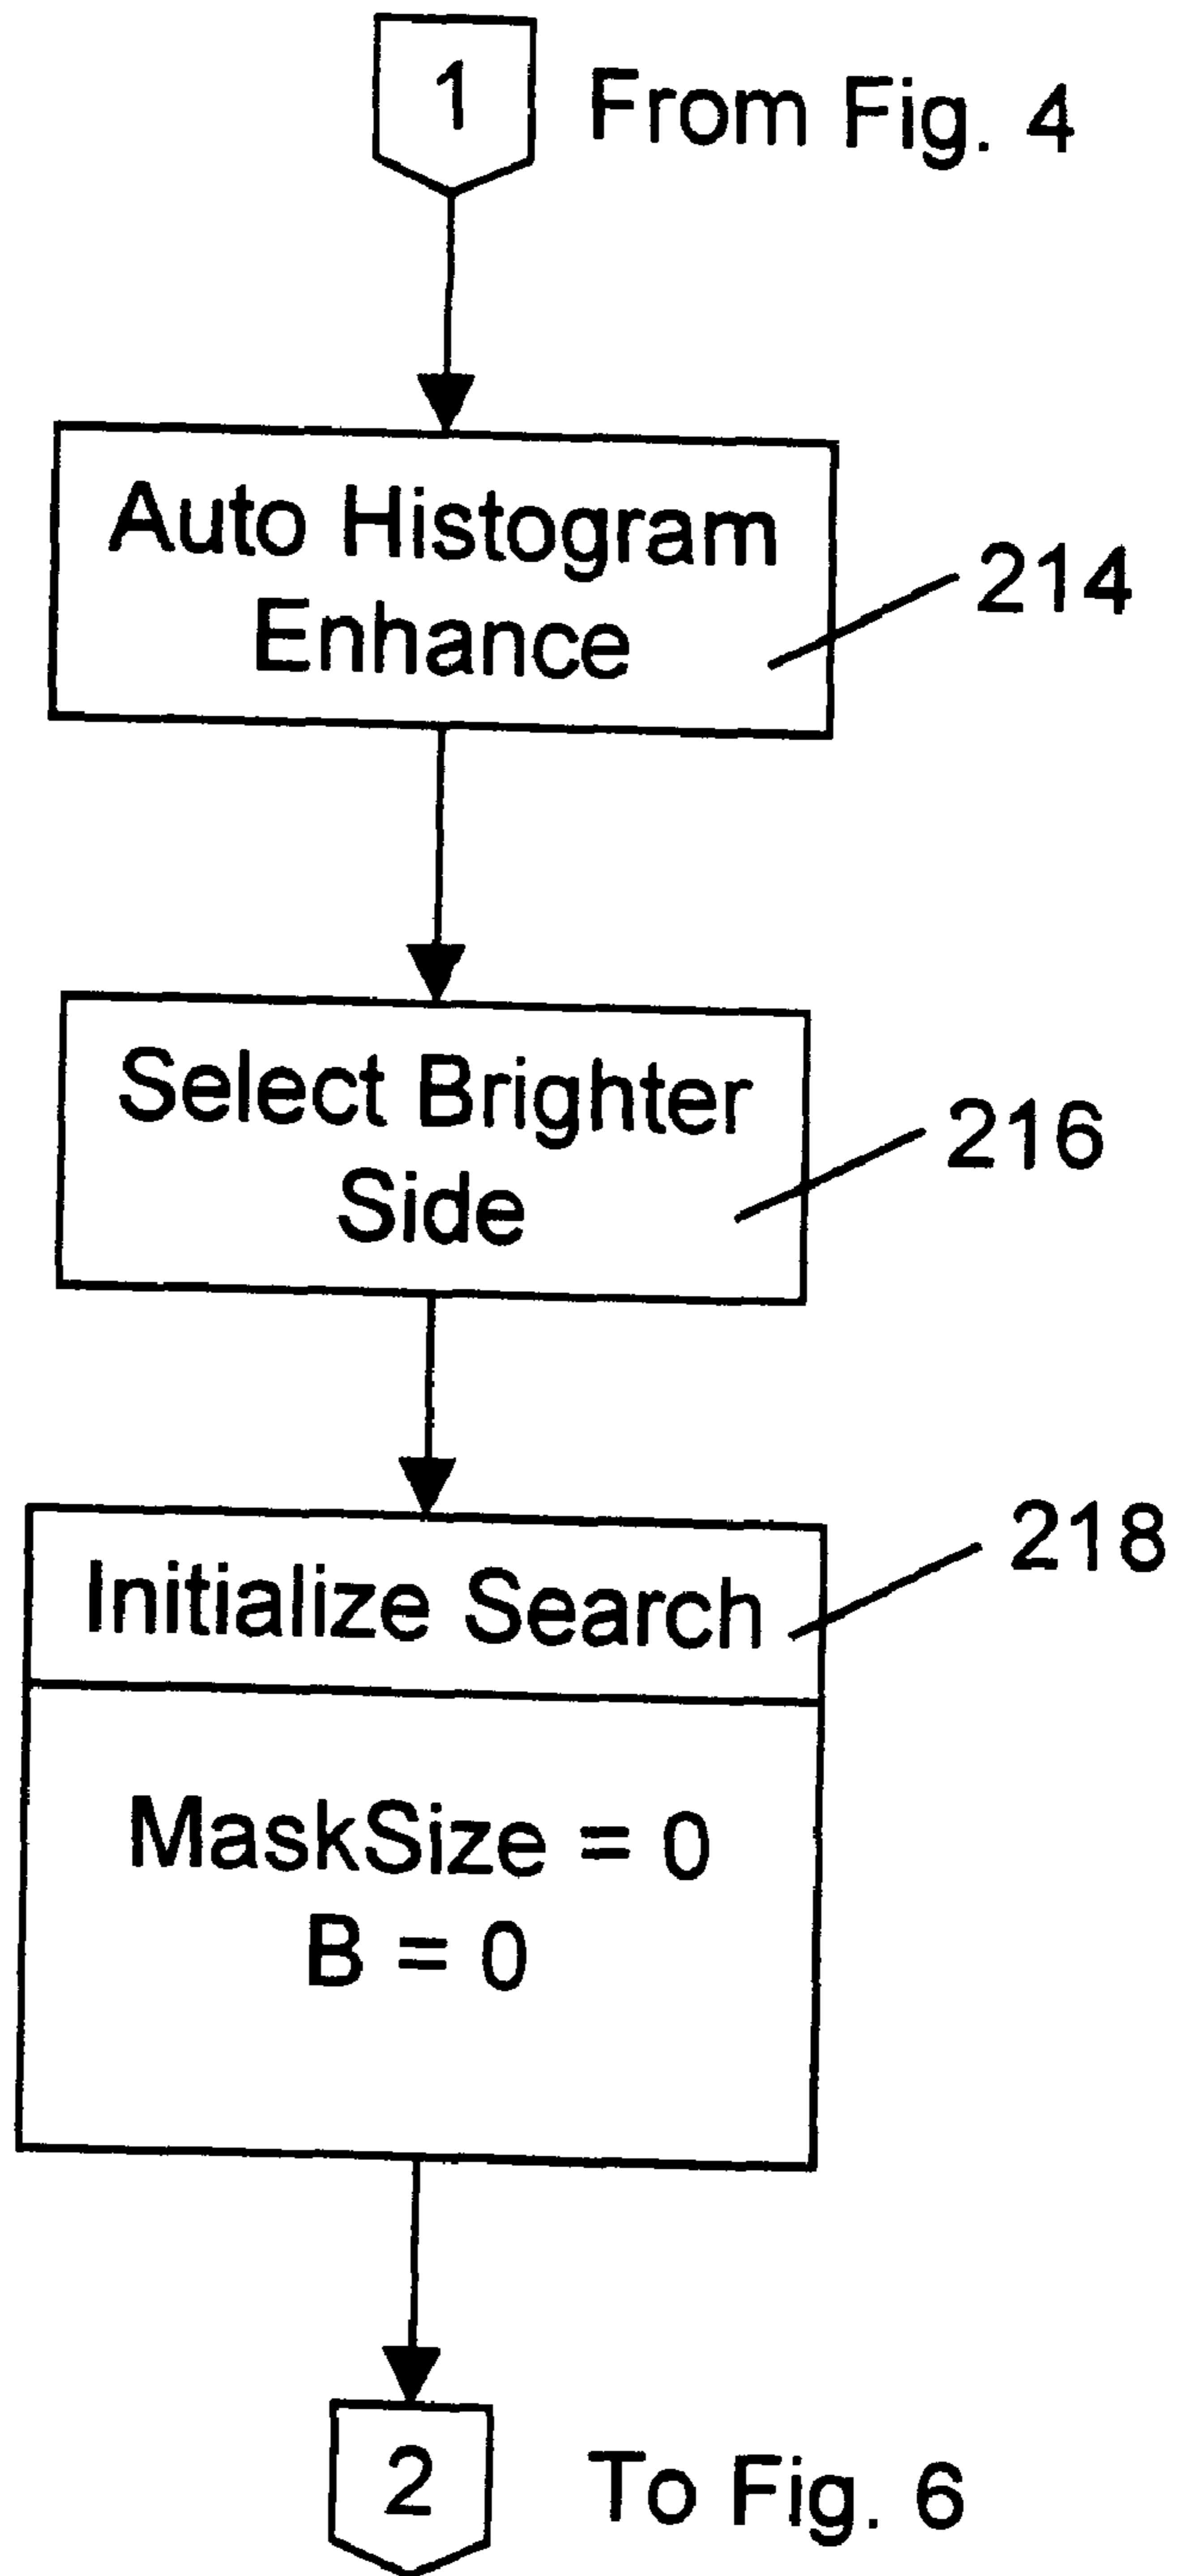 1 From Fig. 4
Auto Histogram
Enhance
214
Select Brighter
Side
216
Initialize Search
218
MaskSize = 0
B = 0
2 To Fig. 6